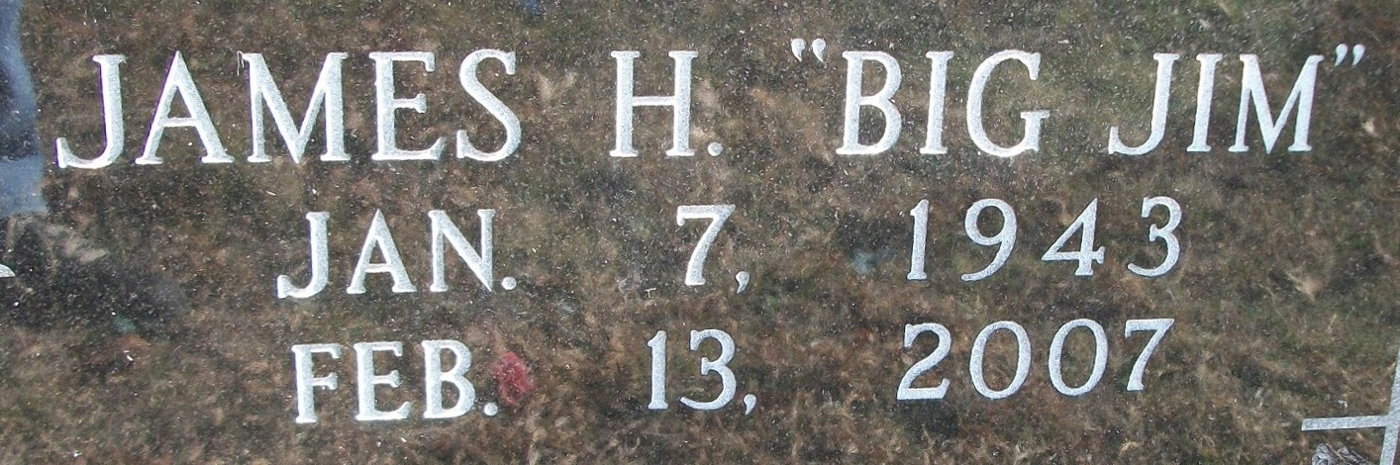 JAMES H. "BIG JIM"
JAN. 7, 1943
FEB. 13, 2007